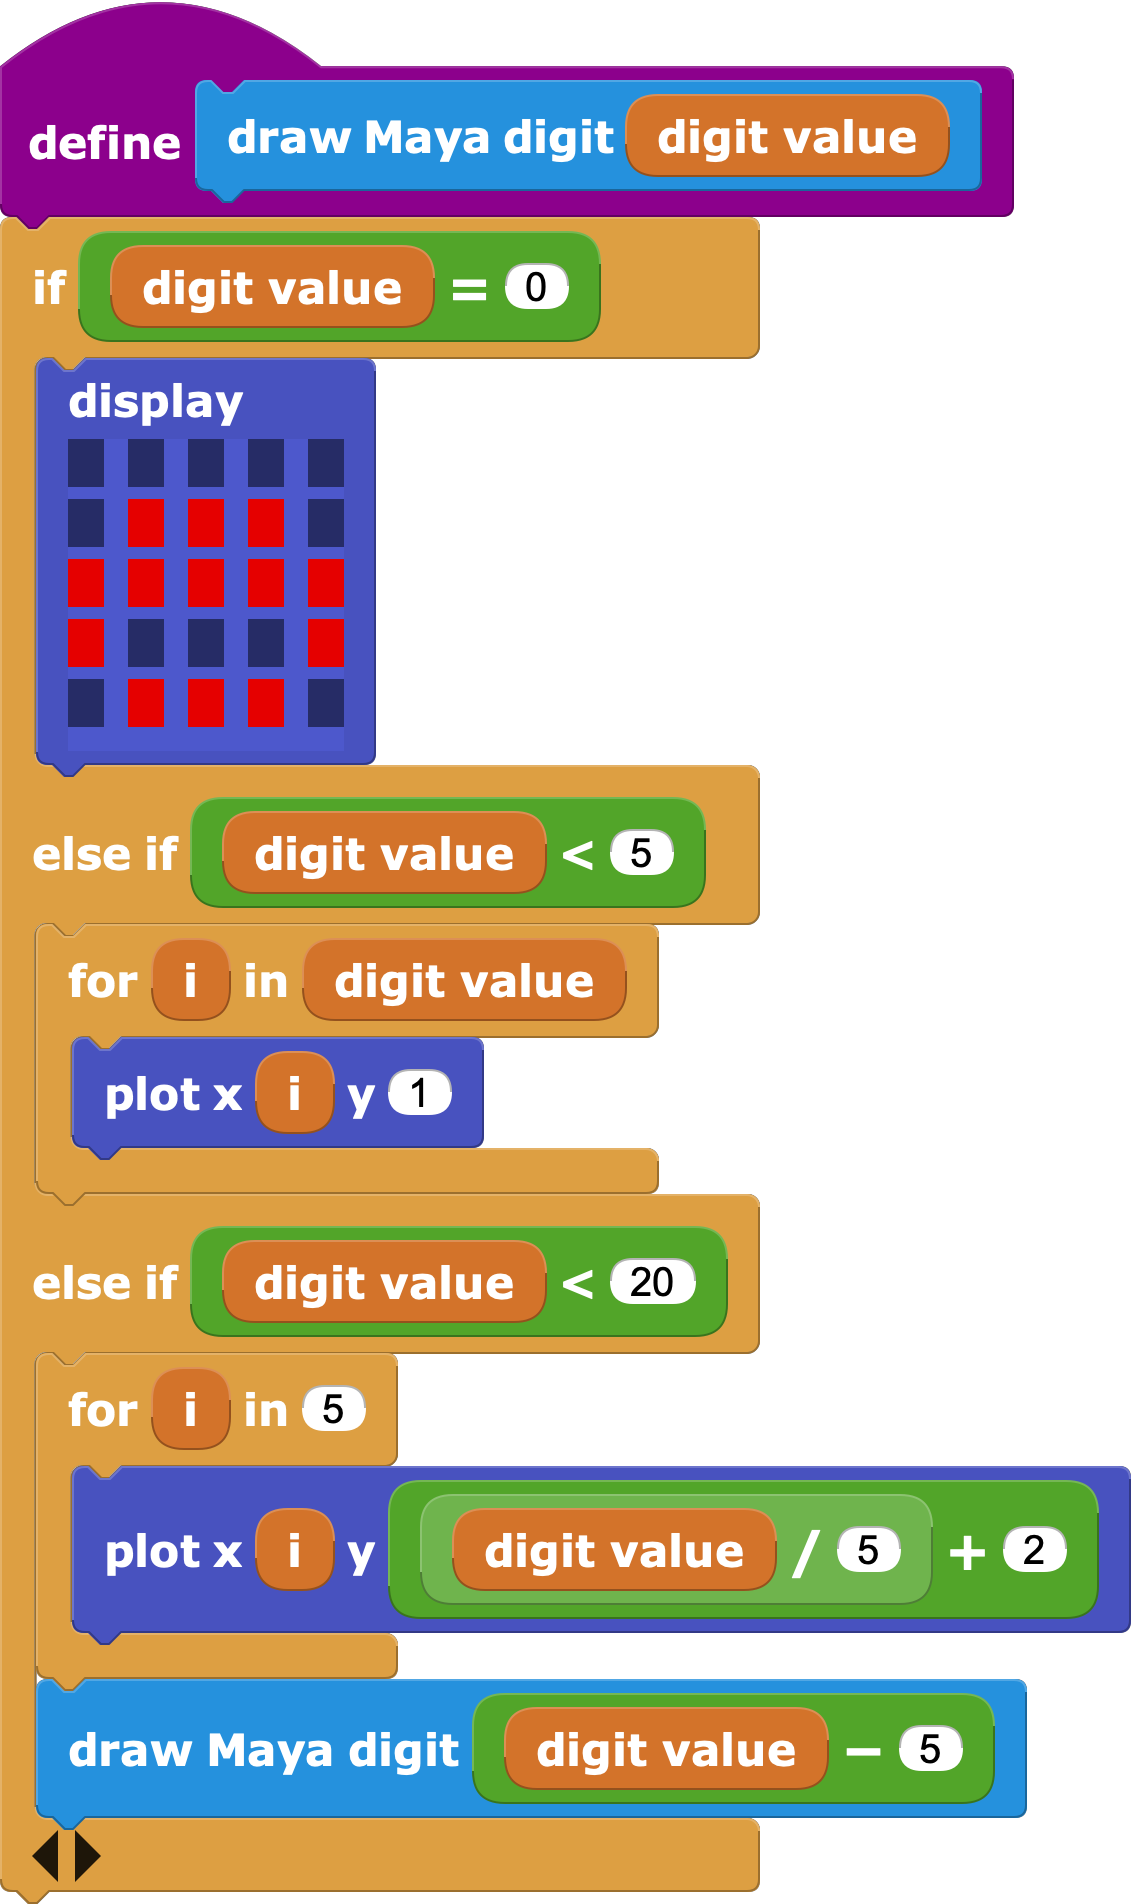 define draw Maya digit digit value
if digit value = 0
display
else if digit value < 5
for i in digit value
plot x i y 1
else if digit value < 20
for i in 5
plot x i y digit value / 5 + 2
draw Maya digit digit value − 5